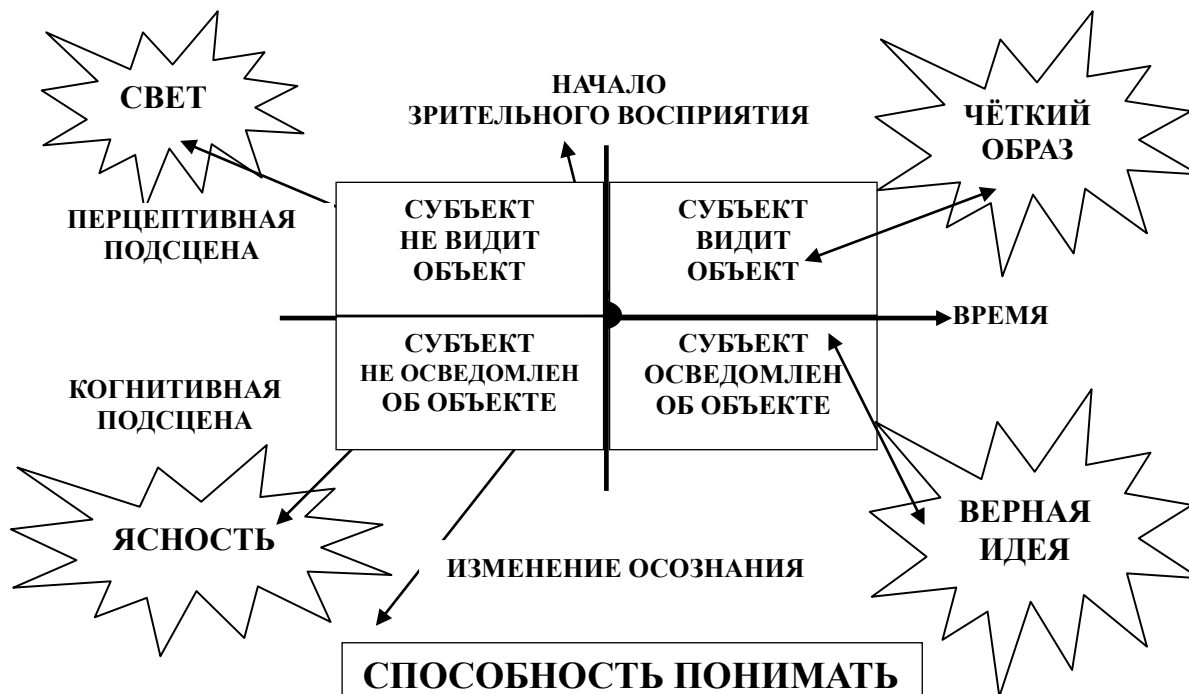 СВЕТ
НАЧАЛО
ЗРИТЕЛЬНОГО ВОСПРИЯТИЯ
ЧЁТКИЙ
ОБРАЗ
ПЕРЦЕПТИВНАЯ
ПОДСЦЕНА
СУБЪЕКТ
НЕ ВИДИТ
ОБЪЕКТ
СУБЪЕКТ
ВИДИТ
ОБЪЕКТ
ВРЕМЯ
КОГНИТИВНАЯ
ПОДСЦЕНА
СУБЪЕКТ
НЕ ОСВЕДОМЛЕН
ОБ ОБЪЕКТЕ
СУБЪЕКТ
ОСВЕДОМЛЕН
ОБ ОБЪЕКТЕ
ЯСНОСТЬ
ИЗМЕНЕНИЕ ОСОЗНАНИЯ
ВЕРНАЯ
ИДЕЯ
СПОСОБНОСТЬ ПОНИМАТЬ